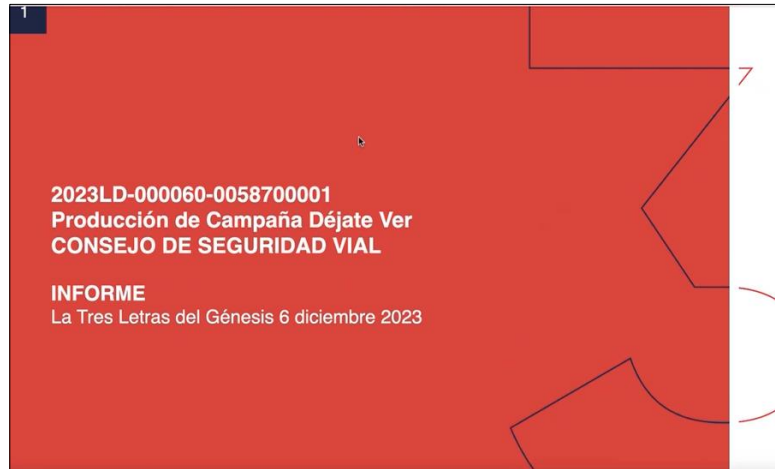 1
2023LD-000060-0058700001
Producción de Campaña Déjate Ver
CONSEJO DE SEGURIDAD VIAL
INFORME
La Tres Letras del Génesis 6 diciembre 2023